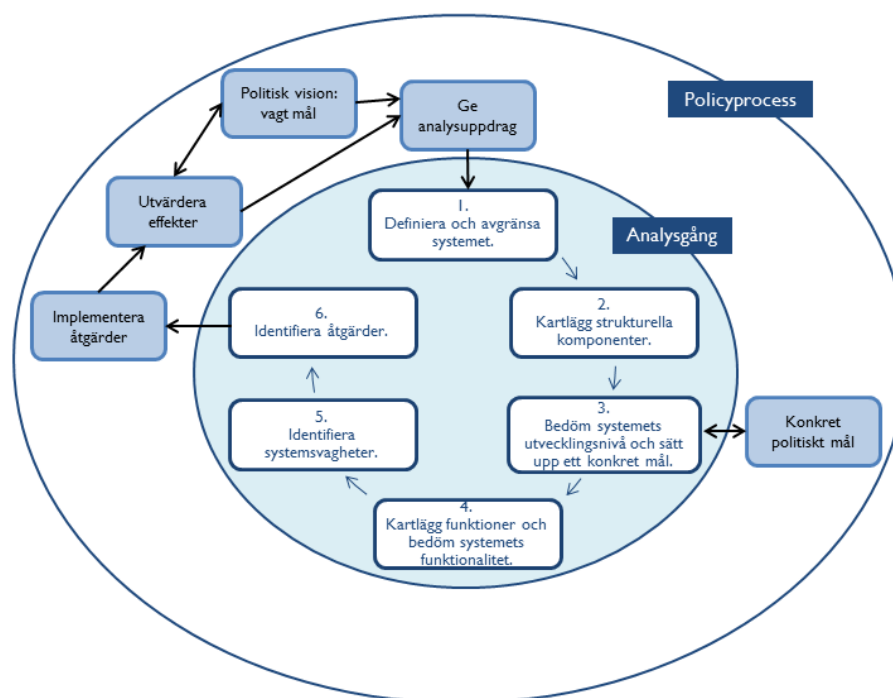 Policyprocess
Politisk vision:
vagt mål
Ge
analysuppdrag
Utvärdera
effekter
Implementera
åtgärder
Analysgång
1.
Definiera och avgränsa
systemet.
2.
Kartlägg strukturella
komponenter.
3.
Bedöm systemets
utvecklingsnivå och sätt
upp ett konkret mål.
Konkret
politiskt mål
4.
Kartlägg funktioner och
bedöm systemets
funktionalitet.
5.
Identifiera
systemsvagheter.
6.
Identifiera åtgärder.